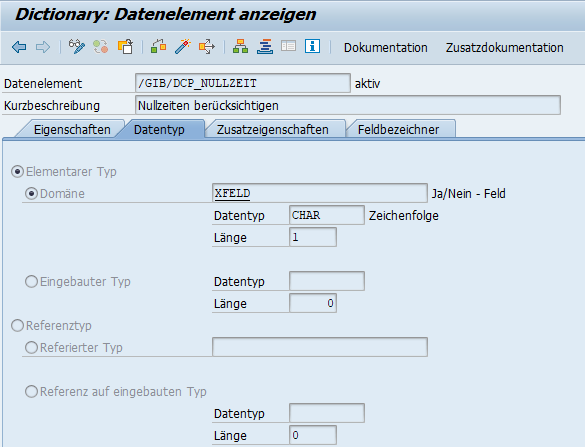 Dictionary: Datenelement anzeigen
Dokumentation Zusatzdokumentation
Datenelement /GIB/DCP_NULLZEIT aktiv
Kurzbeschreibung Nullzeiten berücksichtigen
Eigenschaften Datentyp Zusatzeigenschaften Feldbezeichner
Elementarer Typ
Domäne XFELD Ja/Nein - Feld
Datentyp CHAR Zeichenfolge
Länge 1
Eingebauter Typ Datentyp
Länge 0
Referenztyp
Referierter Typ
Referenz auf eingebauten Typ
Datentyp
Länge 0